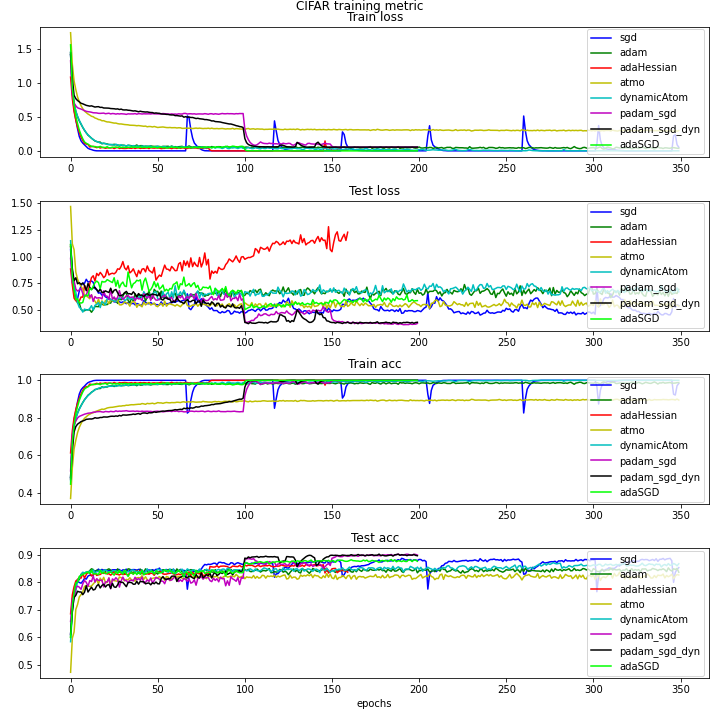 CIFAR training metric
Train loss
1.5
1.0
0.5
0.0
0 50 100 150 200 250 300 350
sgd
adam
adaHessian
atmo
dynamicAtom
padam_sgd
padam_sgd_dyn
adaSGD
Test loss
1.50
1.25
1.00
0.75
0.50
0 50 100 150 200 250 300 350
sgd
adam
adaHessian
atmo
dynamicAtom
padam_sgd
padam_sgd_dyn
adaSGD
Train acc
1.0
0.8
0.6
0.4
0 50 100 150 200 250 300 350
sgd
adam
adaHessian
atmo
dynamicAtom
padam_sgd
padam_sgd_dyn
adaSGD
Test acc
0.9
0.8
0.7
0.6
0.5
0 50 100 150 200 250 300 350
sgd
adam
adaHessian
atmo
dynamicAtom
padam_sgd
padam_sgd_dyn
adaSGD
epochs